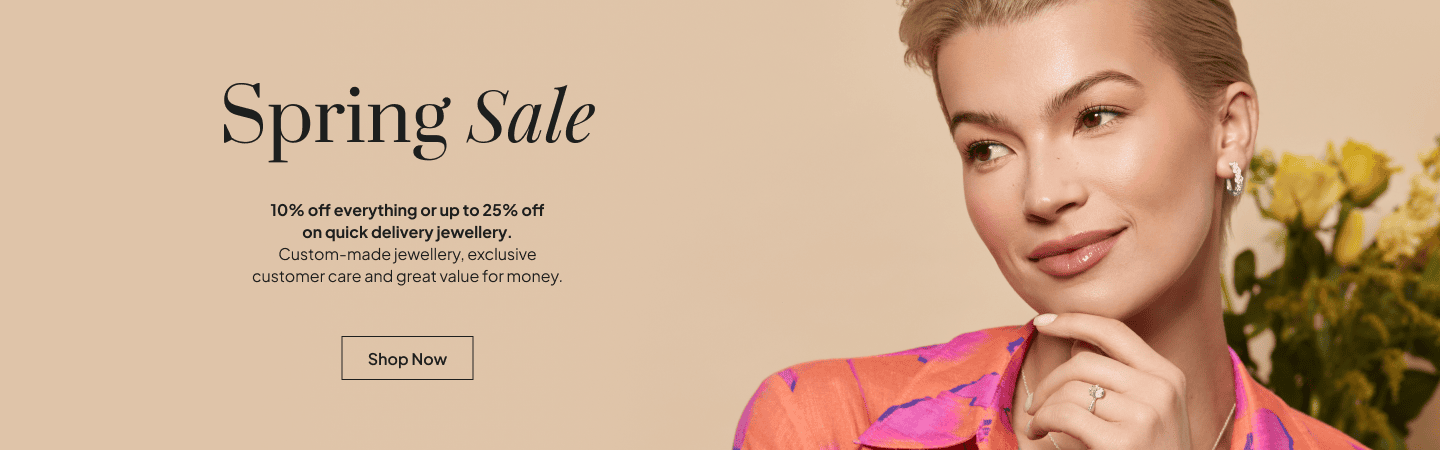 Spring Sale
10% off everything or up to 25% off
on quick delivery jewellery.
Custom-made jewellery, exclusive
customer care and great value for money.
Shop Now